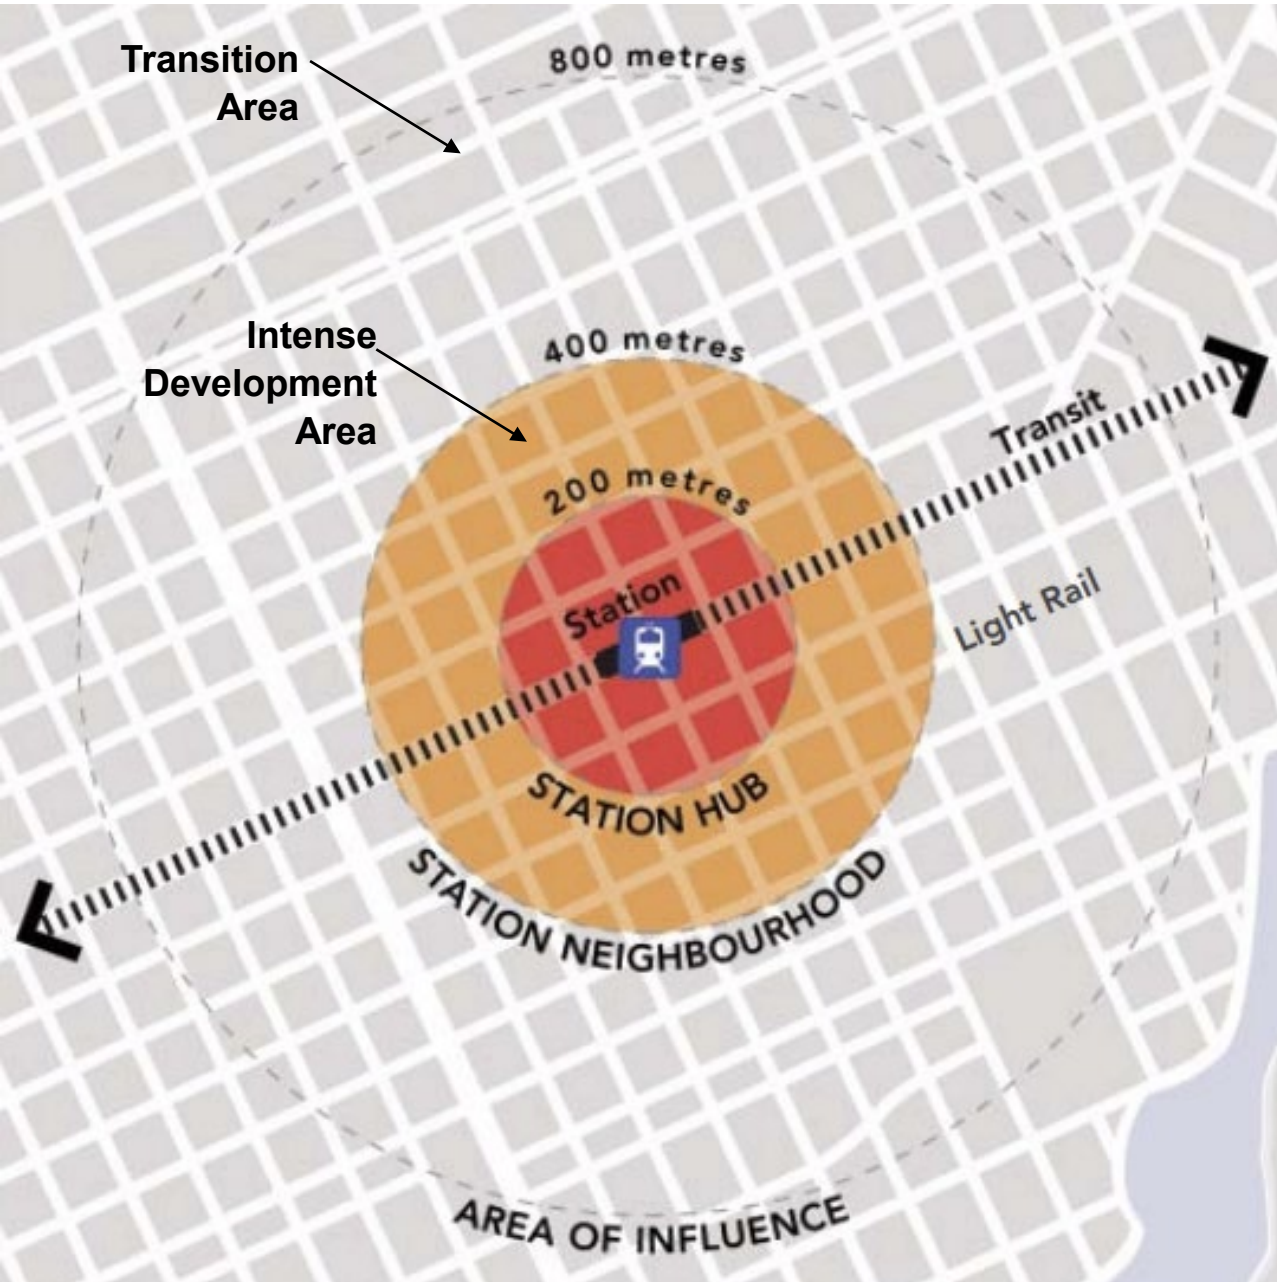 Transition
Area
800 metres
Intense
Development
Area
400 metres
Transit
200 metres
Station
Light Rail
STATION HUB
STATION NEIGHBOURHOOD
AREA OF INFLUENCE